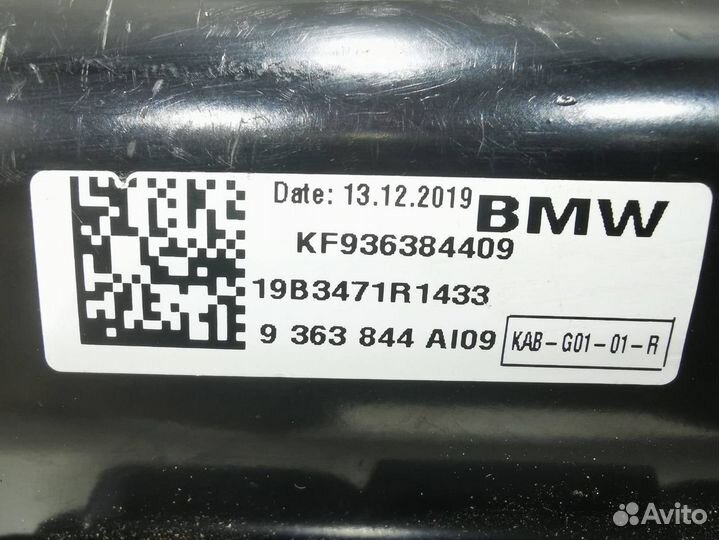 Date: 13.12.2019 BMW
KF936384409
19B3471R1433
9 363 844 AI09 KAB-G01-01-R
Avito